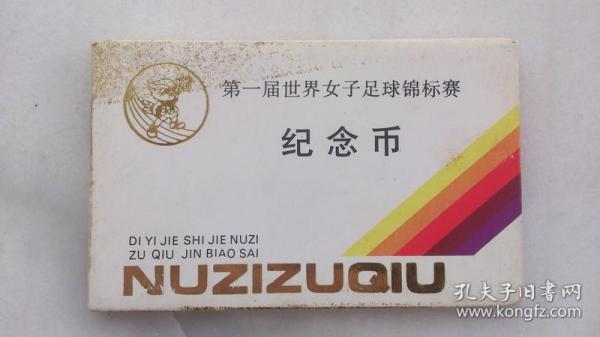 第一届世界女子足球锦标赛
纪念币
DI YI JIE SHI JIE NUZI
ZU QIU JIN BIAO SAI
NUZIZUQIU
孔夫子旧书网
www.kongfz.com